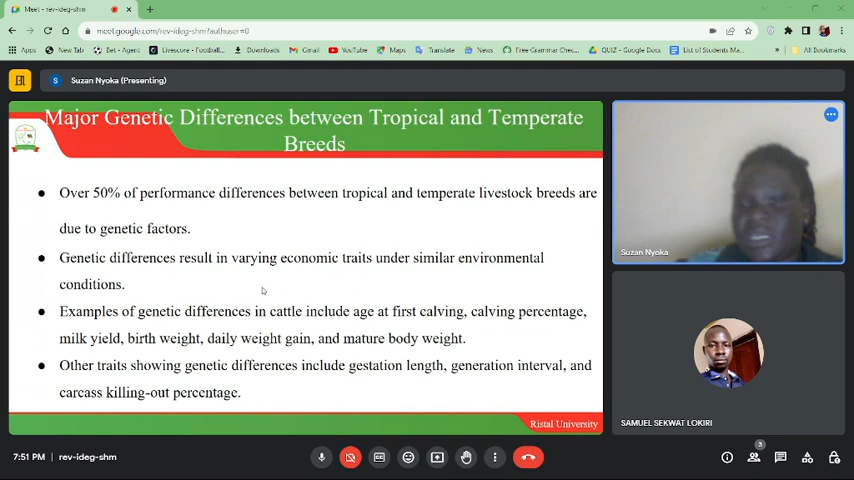 Meet - rev-ideg-shm
meet.google.com/rev-ideg-shm?authuser=0
Apps New Tab Bet - Agent Livescore - Football... Downloads Gmail YouTube Maps Translate News Free Grammar Chec... QUIZ - Google Docs List of Students Ma... » All Bookmarks
Suzan Nyoka (Presenting)
Major Genetic Differences between Tropical and Temperate
Breeds
● Over 50% of performance differences between tropical and temperate livestock breeds are
due to genetic factors.
● Genetic differences result in varying economic traits under similar environmental
conditions.
● Examples of genetic differences in cattle include age at first calving, calving percentage,
milk yield, birth weight, daily weight gain, and mature body weight.
● Other traits showing genetic differences include gestation length, generation interval, and
carcass killing-out percentage.
Ristal University
Suzan Nyoka
SAMUEL SEKWAT LOKIRI
7:51 PM | rev-ideg-shm
3